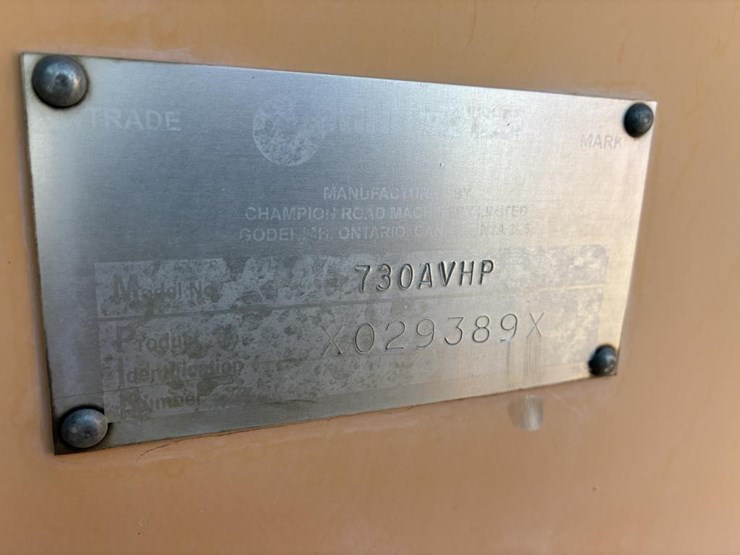 TRADE MARK
MANUFACTURED BY
CHAMPION ROAD MACHINERY LIMITED
GODERICH, ONTARIO, CANADA
Model No. 730AVHP
Product X029389X
Identification
Number